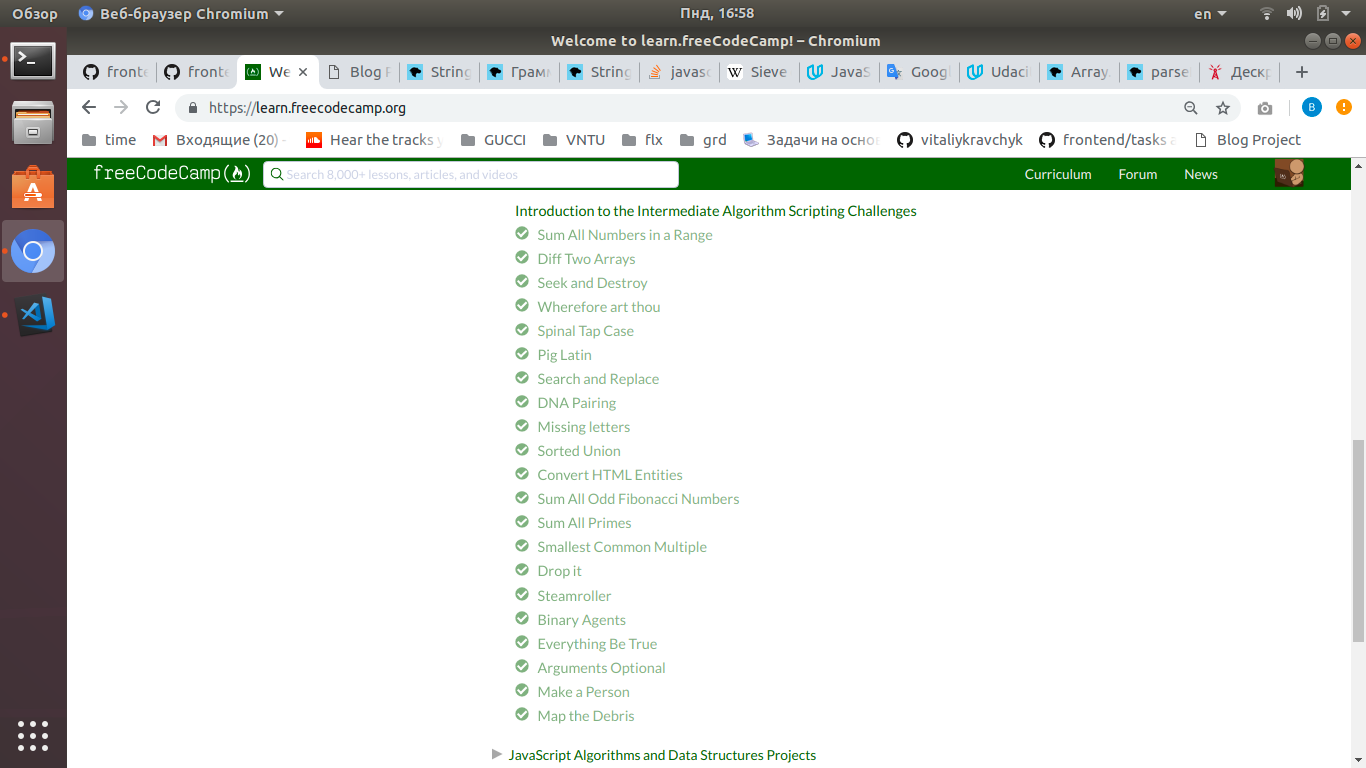 Обзор Веб-браузер Chromium Пнд, 16:58 en
Welcome to learn.freeCodeCamp! – Chromium
fronte fronte We Blog P String Грам String javasc Sieve JavaS Googl Udaci Array. parse Дескр
https://learn.freecodecamp.org B
time Входящие (20) - Hear the tracks y GUCCI VNTU flx grd Задачи на осно vitaliykravchyk frontend/tasks a Blog Project
freeCodeCamp Search 8,000+ lessons, articles, and videos Curriculum Forum News
Introduction to the Intermediate Algorithm Scripting Challenges
Sum All Numbers in a Range
Diff Two Arrays
Seek and Destroy
Wherefore art thou
Spinal Tap Case
Pig Latin
Search and Replace
DNA Pairing
Missing letters
Sorted Union
Convert HTML Entities
Sum All Odd Fibonacci Numbers
Sum All Primes
Smallest Common Multiple
Drop it
Steamroller
Binary Agents
Everything Be True
Arguments Optional
Make a Person
Map the Debris
JavaScript Algorithms and Data Structures Projects